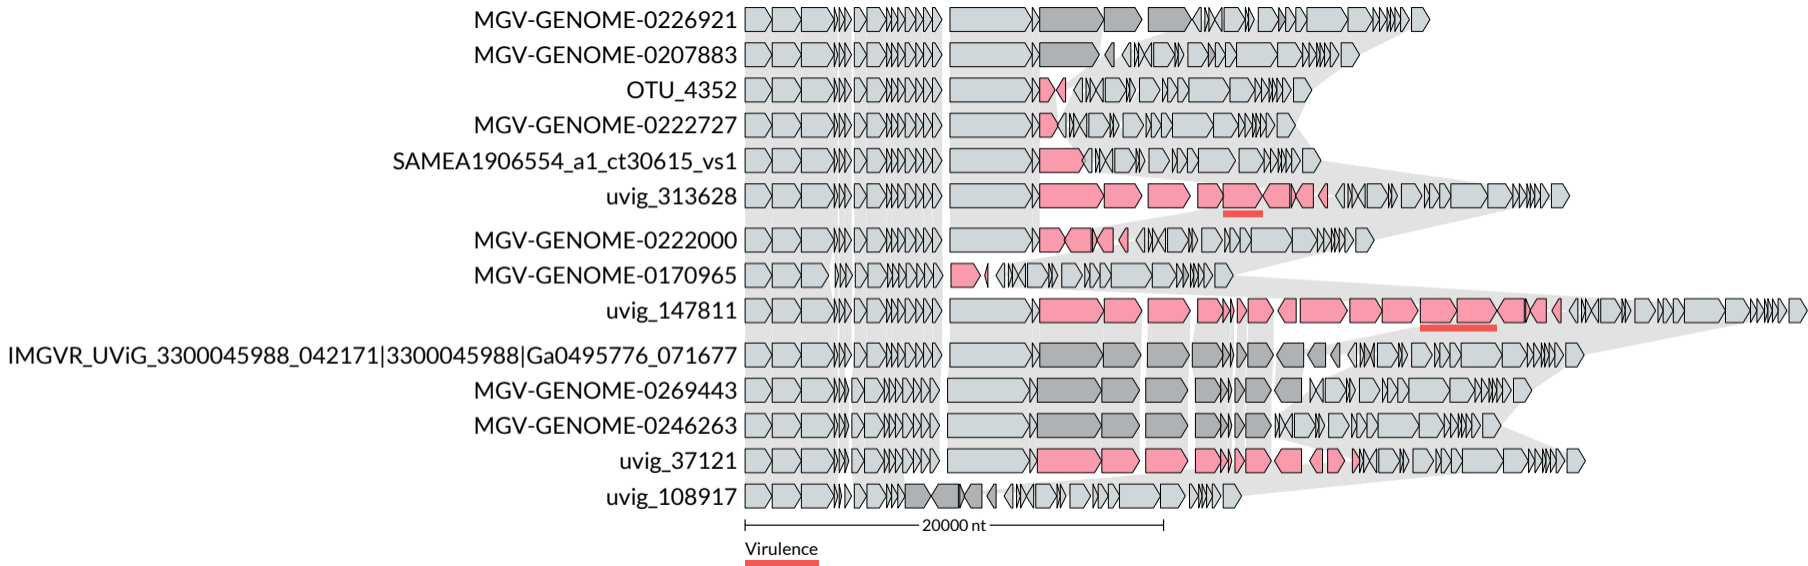 MGV-GENOME-0226921
MGV-GENOME-0207883
OTU_4352
MGV-GENOME-0222727
SAMEA1906554_a1_ct30615_vs1
uvig_313628
MGV-GENOME-0222000
MGV-GENOME-0170965
uvig_147811
IMGVR_UViG_3300045988_042171|3300045988|Ga0495776_071677
MGV-GENOME-0269443
MGV-GENOME-0246263
uvig_37121
uvig_108917
20000 nt
Virulence